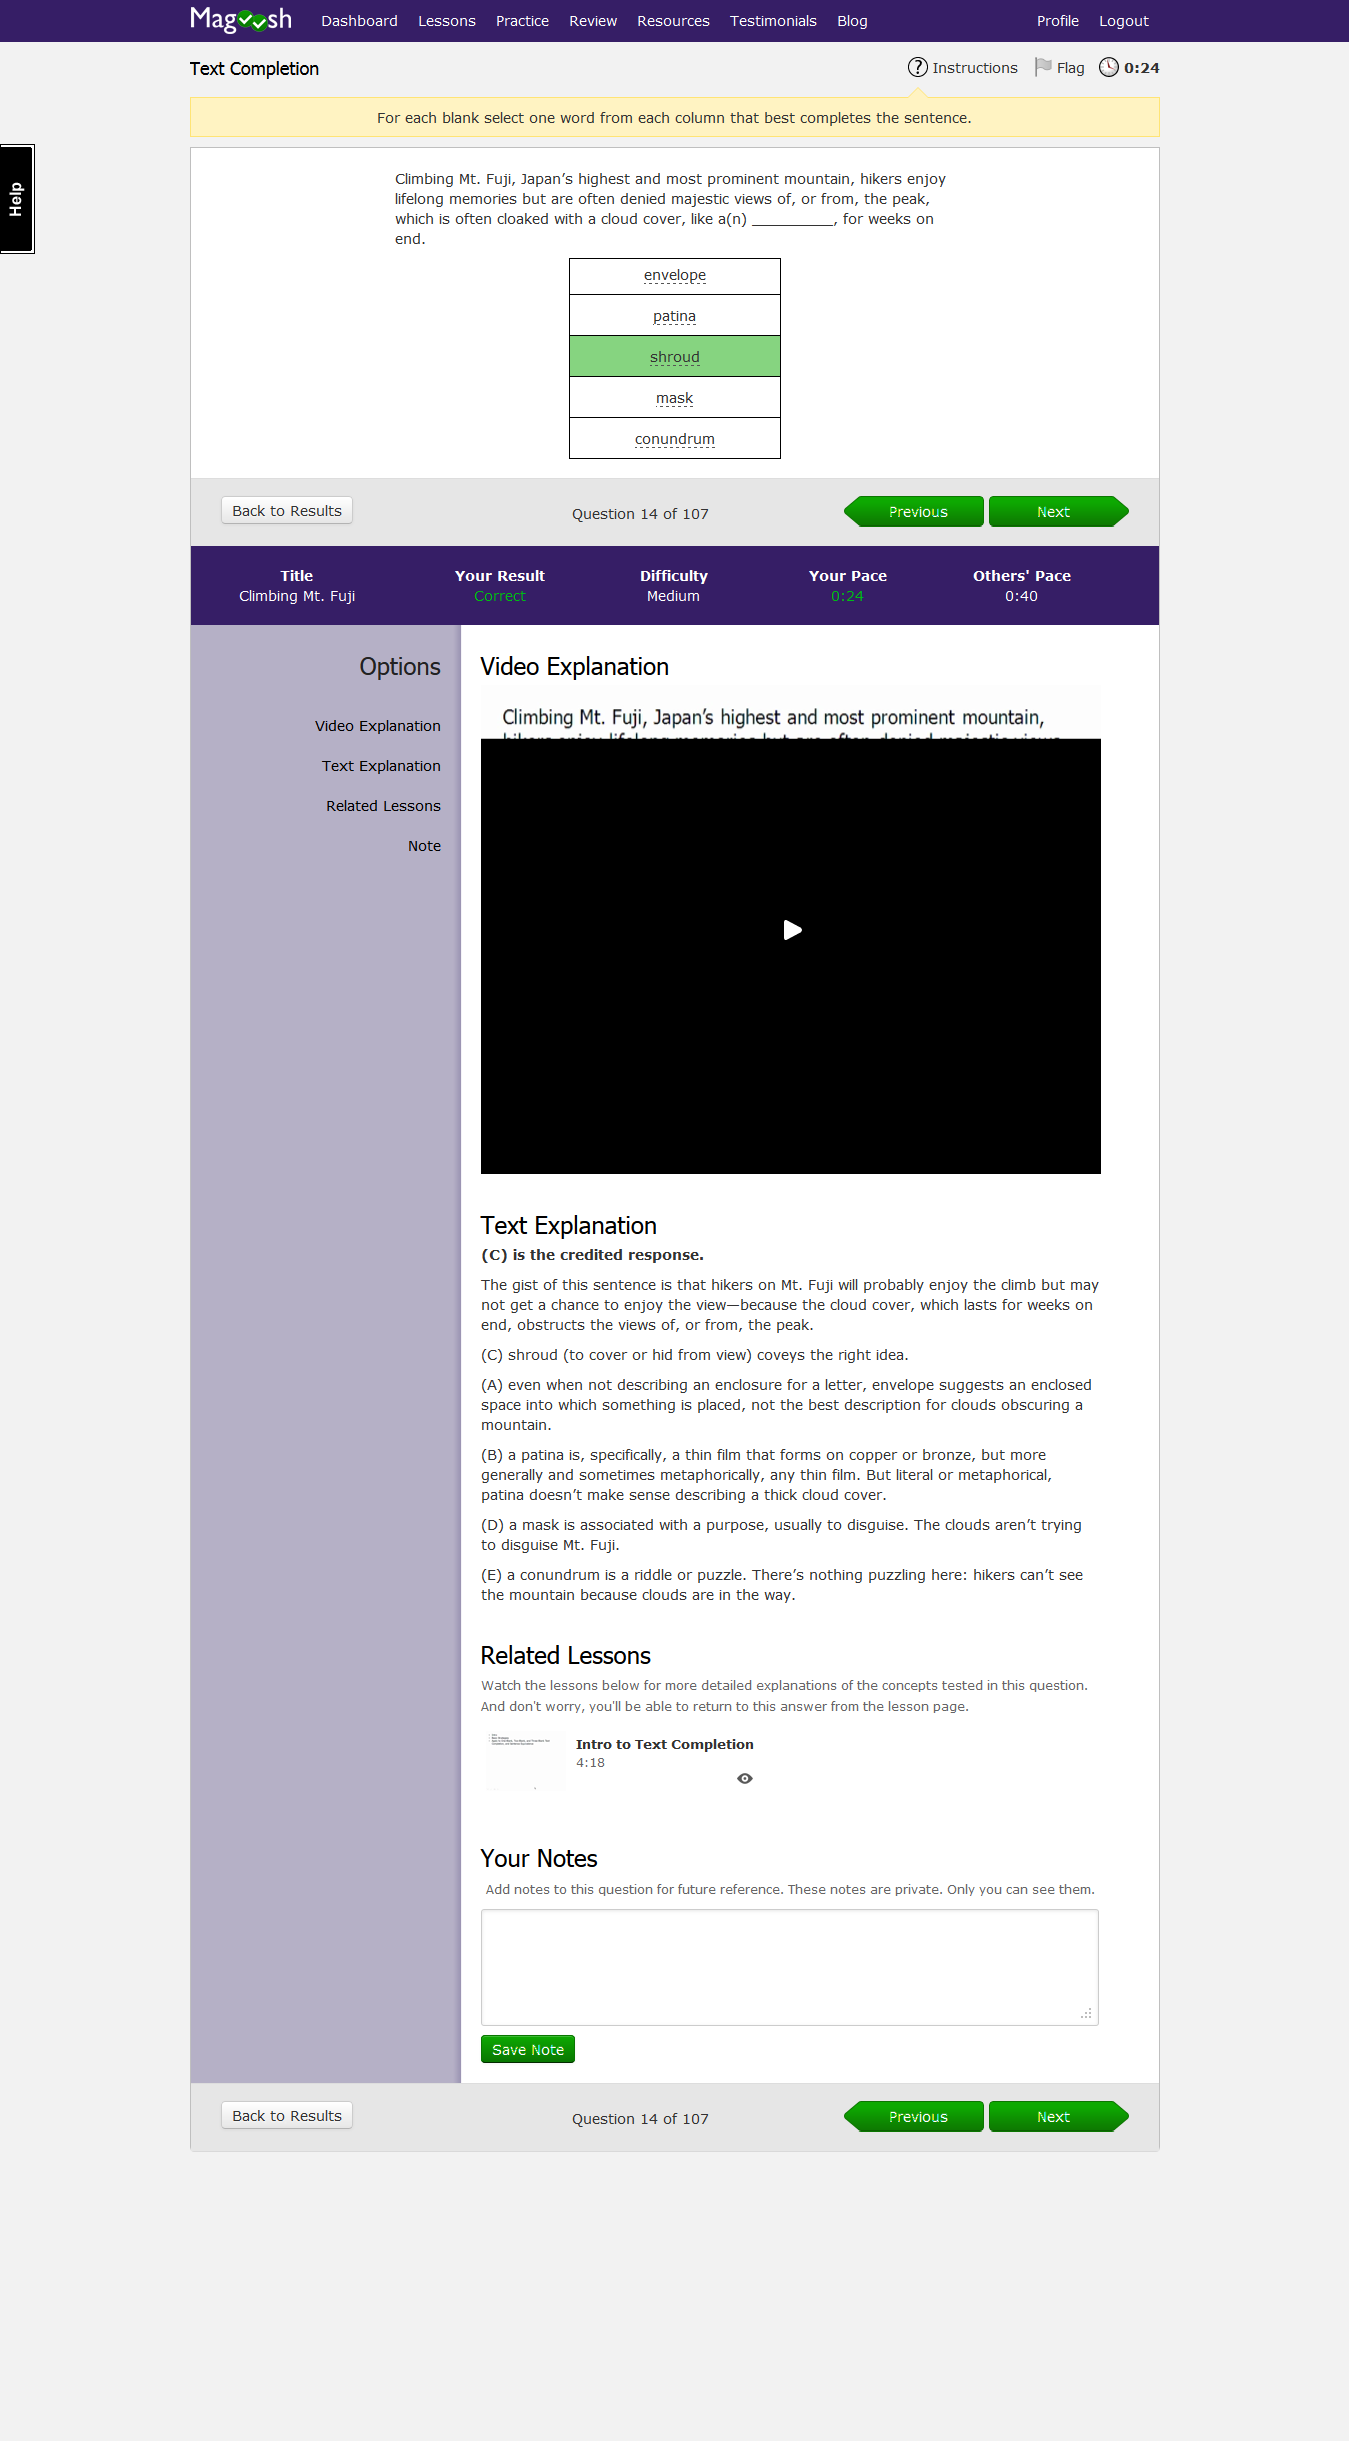 Magoosh Dashboard Lessons Practice Review Resources Testimonials Blog Profile Logout
Text Completion
Instructions Flag 0:24
For each blank select one word from each column that best completes the sentence.
Help
Climbing Mt. Fuji, Japan’s highest and most prominent mountain, hikers enjoy
lifelong memories but are often denied majestic views of, or from, the peak,
which is often cloaked with a cloud cover, like a(n) __________, for weeks on
end.
envelope
patina
shroud
mask
conundrum
Back to Results Question 14 of 107 Previous Next
Title Your Result Difficulty Your Pace Others' Pace
Climbing Mt. Fuji Correct Medium 0:24 0:40
Options
Video Explanation
Text Explanation
Related Lessons
Note
Video Explanation
Climbing Mt. Fuji, Japan’s highest and most prominent mountain,
hikers enjoy lifelong memories but are often denied majestic views
Text Explanation
(C) is the credited response.
The gist of this sentence is that hikers on Mt. Fuji will probably enjoy the climb but may
not get a chance to enjoy the view—because the cloud cover, which lasts for weeks on
end, obstructs the views of, or from, the peak.
(C) shroud (to cover or hid from view) coveys the right idea.
(A) even when not describing an enclosure for a letter, envelope suggests an enclosed
space into which something is placed, not the best description for clouds obscuring a
mountain.
(B) a patina is, specifically, a thin film that forms on copper or bronze, but more
generally and sometimes metaphorically, any thin film. But literal or metaphorical,
patina doesn’t make sense describing a thick cloud cover.
(D) a mask is associated with a purpose, usually to disguise. The clouds aren’t trying
to disguise Mt. Fuji.
(E) a conundrum is a riddle or puzzle. There’s nothing puzzling here: hikers can’t see
the mountain because clouds are in the way.
Related Lessons
Watch the lessons below for more detailed explanations of the concepts tested in this question.
And don't worry, you'll be able to return to this answer from the lesson page.
Intro to Text Completion
4:18
Your Notes
Add notes to this question for future reference. These notes are private. Only you can see them.
Save Note
Back to Results Question 14 of 107 Previous Next